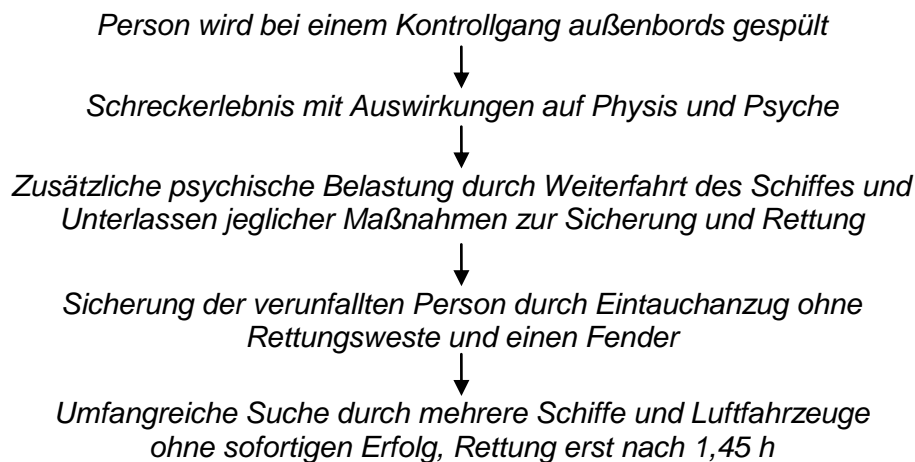 Person wird bei einem Kontrollgang außenbords gespült
Schreckerlebnis mit Auswirkungen auf Physis und Psyche
Zusätzliche psychische Belastung durch Weiterfahrt des Schiffes und
Unterlassen jeglicher Maßnahmen zur Sicherung und Rettung
Sicherung der verunfallten Person durch Eintauchanzug ohne
Rettungsweste und einen Fender
Umfangreiche Suche durch mehrere Schiffe und Luftfahrzeuge
ohne sofortigen Erfolg, Rettung erst nach 1,45 h